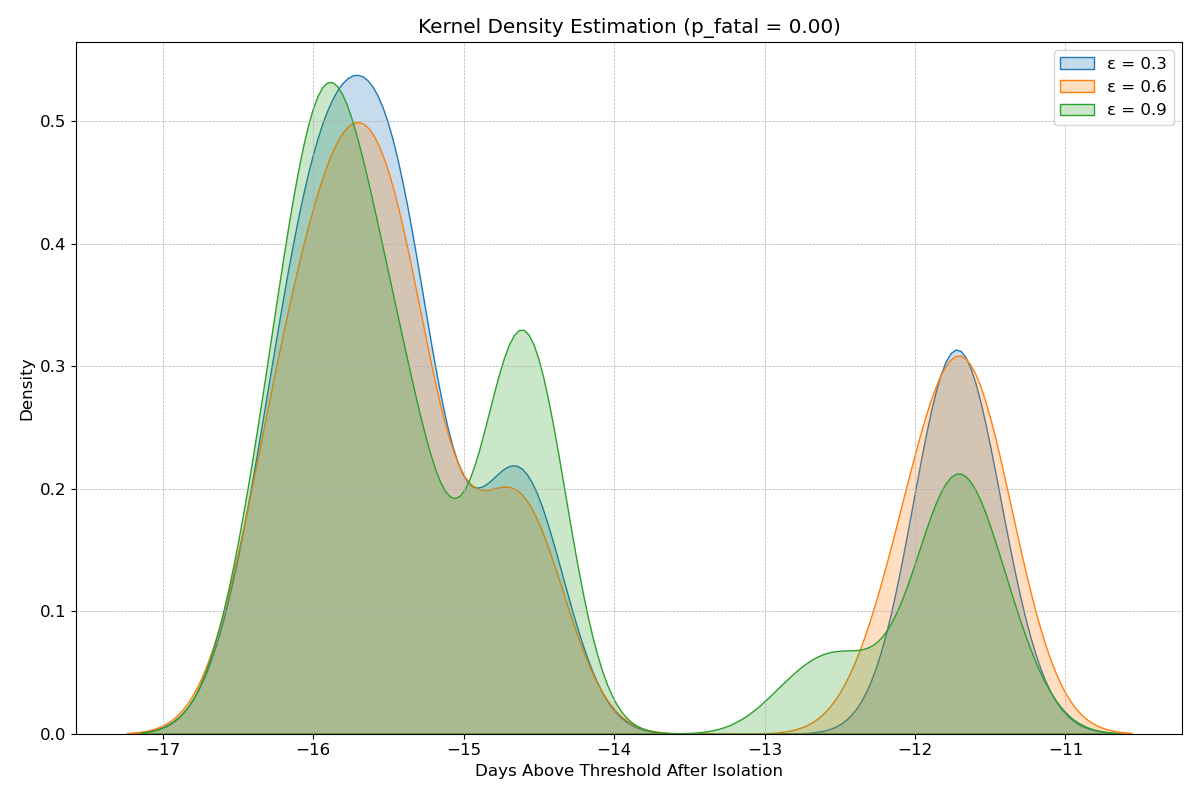 Kernel Density Estimation (p_fatal = 0.00)
ε = 0.3
ε = 0.6
ε = 0.9
Density
0.5
0.4
0.3
0.2
0.1
0.0
−17 −16 −15 −14 −13 −12 −11
Days Above Threshold After Isolation